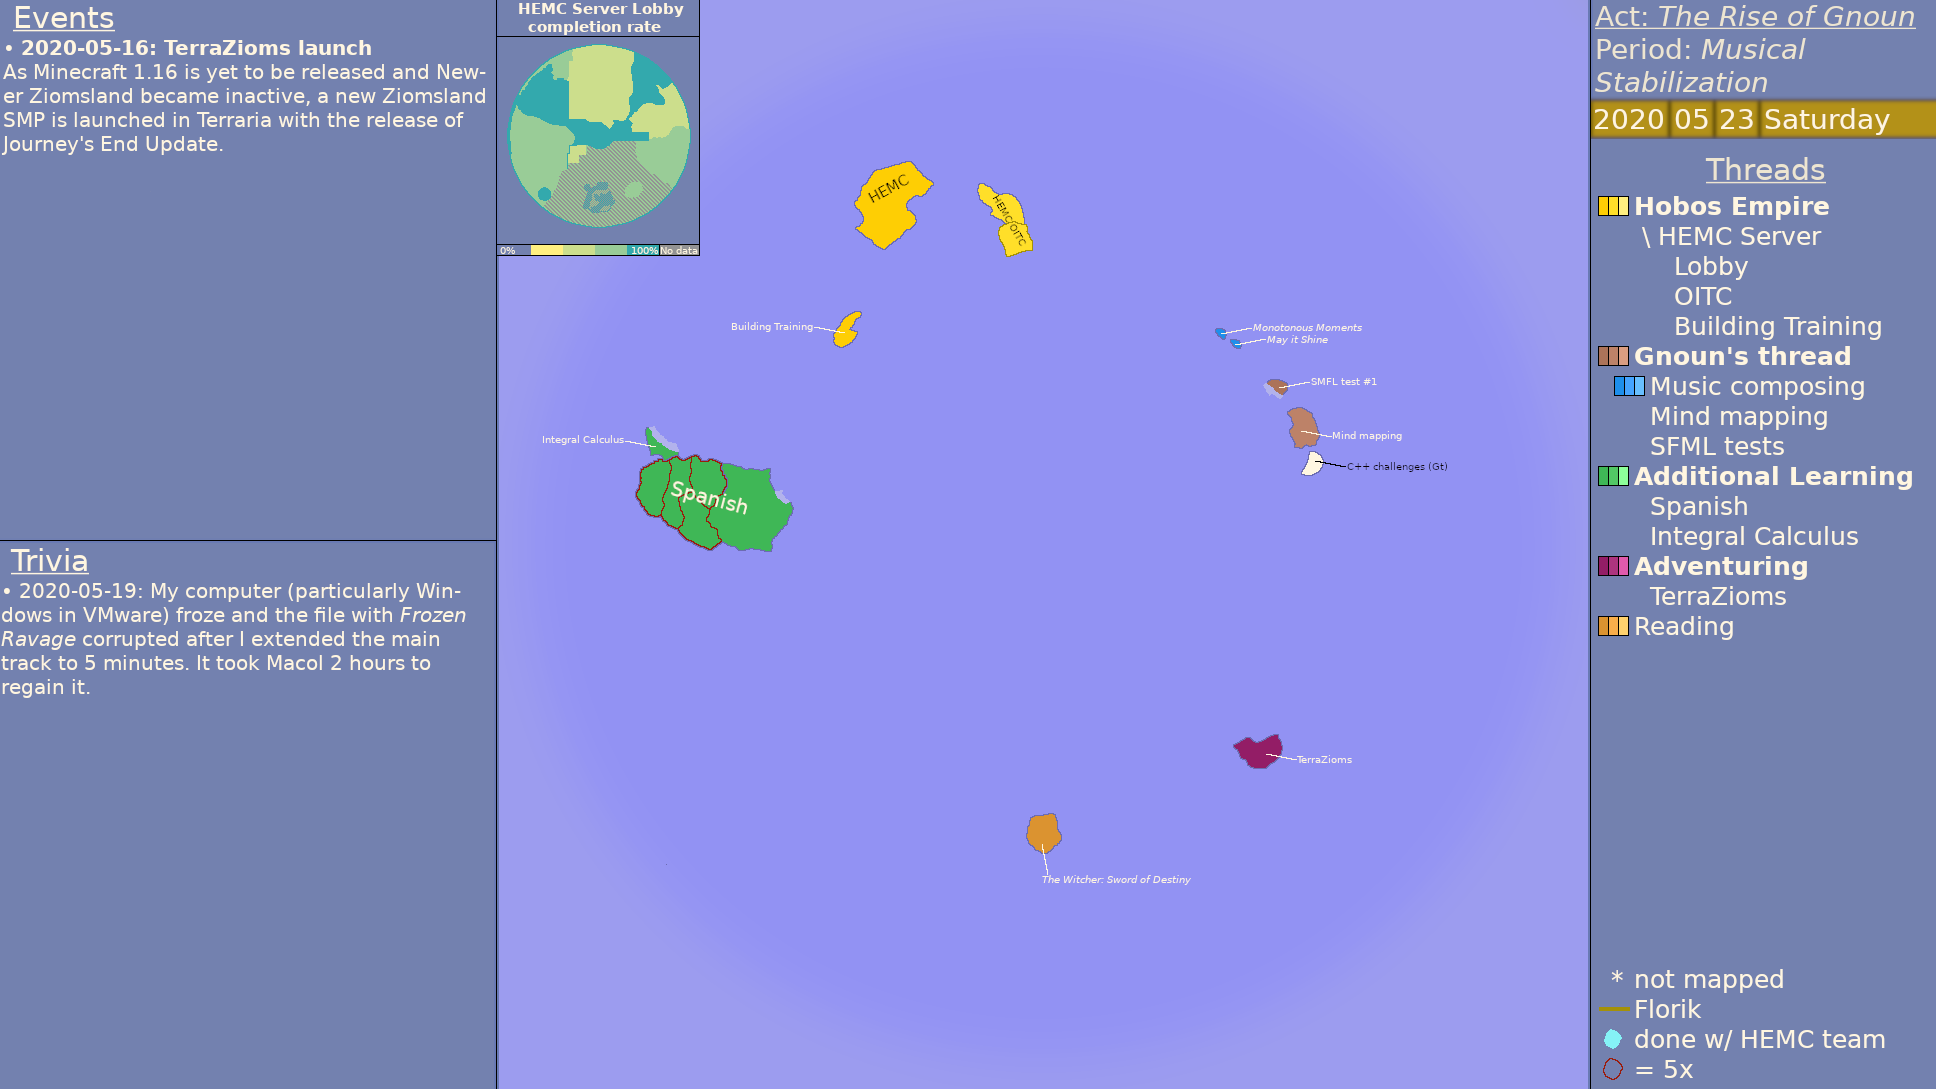 Events
• 2020-05-16: TerraZioms launch
As Minecraft 1.16 is yet to be released and New-
er Ziomsland became inactive, a new Ziomsland
SMP is launched in Terraria with the release of
Journey's End Update.
Trivia
• 2020-05-19: My computer (particularly Win-
dows in VMware) froze and the file with Frozen
Ravage corrupted after I extended the main
track to 5 minutes. It took Macol 2 hours to
regain it.
HEMC Server Lobby
completion rate
0%
100%
No data
HEMC
HEMC
OITC
Building Training
Monotonous Moments
May it Shine
SMFL test #1
Mind mapping
C++ challenges (Gt)
Integral Calculus
Spanish
TerraZioms
The Witcher: Sword of Destiny
Act: The Rise of Gnoun
Period: Musical
Stabilization
2020 05 23 Saturday
Threads
Hobos Empire
\ HEMC Server
Lobby
OITC
Building Training
Gnoun's thread
Music composing
Mind mapping
SFML tests
Additional Learning
Spanish
Integral Calculus
Adventuring
TerraZioms
Reading
* not mapped
Florik
done w/ HEMC team
= 5x